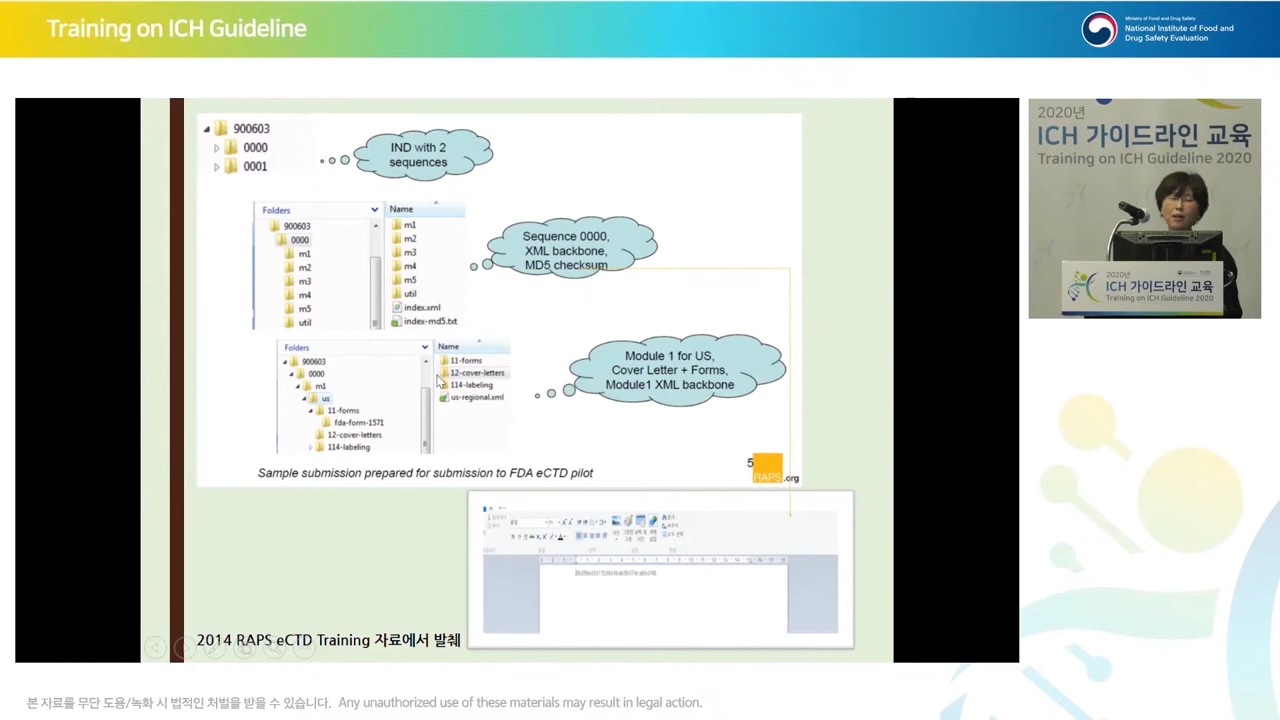 Training on ICH Guideline
Ministry of Food and Drug Safety
National Institute of Food and
Drug Safety Evaluation
900603
0000
0001
IND with 2
sequences
Folders
900603
0000
m1
m2
m3
m4
m5
util
Name
m1
m2
m3
m4
m5
util
index.xml
index-md5.txt
Sequence 0000,
XML backbone,
MD5 checksum
Folders
900603
0000
m1
us
11-forms
fda-form-1571
12-cover-letters
114-labeling
Name
11-forms
12-cover-letters
114-labeling
us-regional.xml
Module 1 for US,
Cover Letter + Forms,
Module1 XML backbone
Sample submission prepared for submission to FDA eCTD pilot
5
RAPS.org
2014 RAPS eCTD Training 자료에서 발췌
2020년
ICH 가이드라인 교육
Training on ICH Guideline 2020
2020년
ICH 가이드라인 교육
Training on ICH Guideline 2020
본 자료를 무단 도용/녹화 시 법적인 처벌을 받을 수 있습니다. Any unauthorized use of these materials may result in legal action.